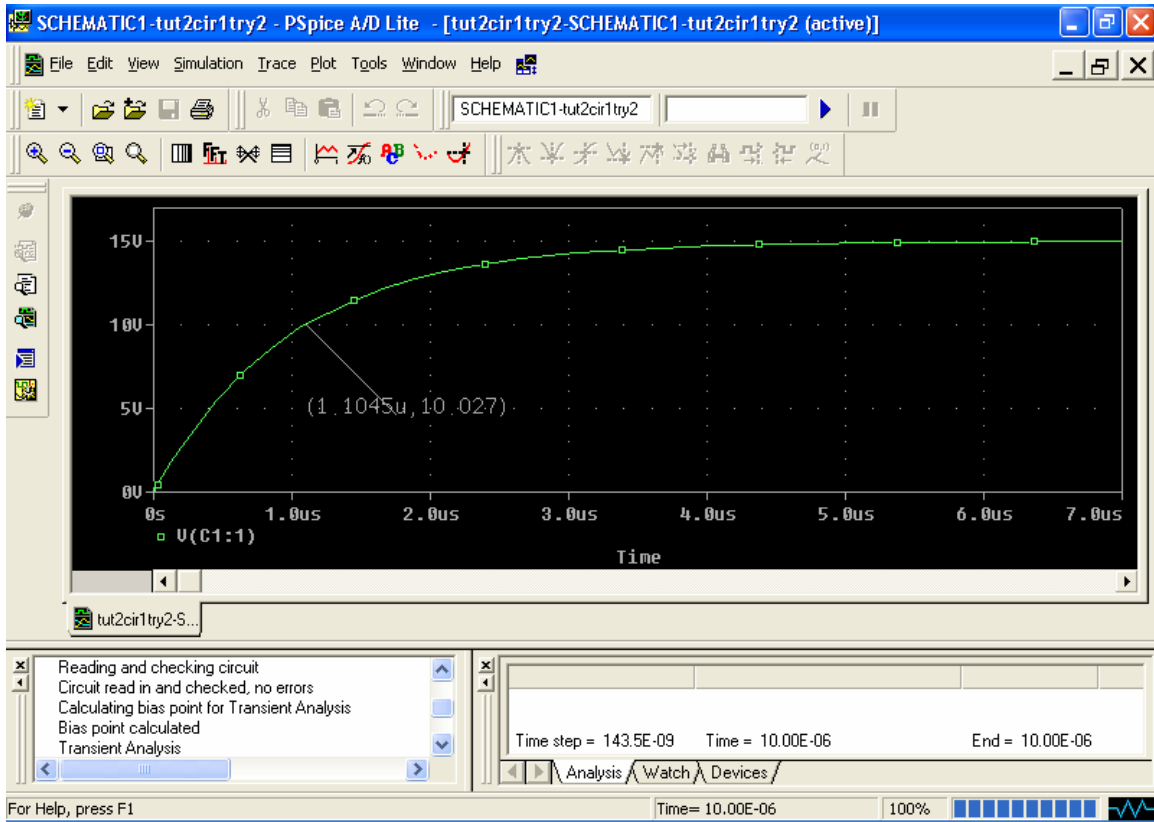 SCHEMATIC1-tut2cir1try2 - PSpice A/D Lite - [tut2cir1try2-SCHEMATIC1-tut2cir1try2 (active)]
File Edit View Simulation Trace Plot Tools Window Help
SCHEMATIC1-tut2cir1try2
15V
10V
5V
0V
(1.1045u,10.027)
0s 1.0us 2.0us 3.0us 4.0us 5.0us 6.0us 7.0us
V(C1:1)
Time
tut2cir1try2-S...
Reading and checking circuit
Circuit read in and checked, no errors
Calculating bias point for Transient Analysis
Bias point calculated
Transient Analysis
Time step = 143.5E-09 Time = 10.00E-06 End = 10.00E-06
Analysis Watch Devices
For Help, press F1 Time= 10.00E-06 100%